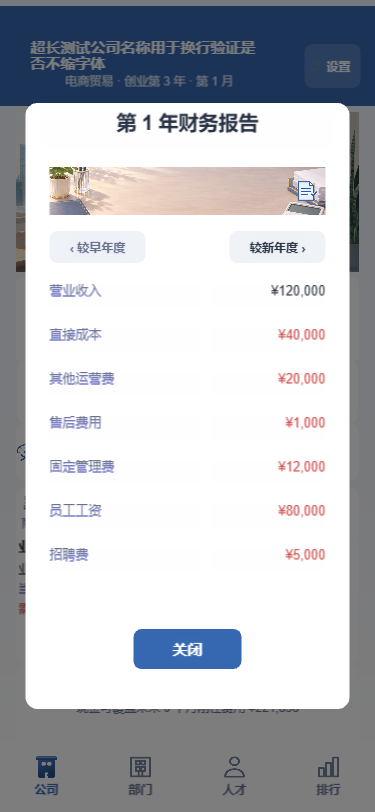 超长测试公司名称用于换行验证是
否不缩字体
电商贸易 · 创业第 3 年 · 第 1 月
设置
第 1 年财务报告
‹ 较早年度
较新年度 ›
营业收入 ¥120,000
直接成本 ¥40,000
其他运营费 ¥20,000
售后费用 ¥1,000
固定管理费 ¥12,000
员工工资 ¥80,000
招聘费 ¥5,000
关闭
公司
部门
人才
排行